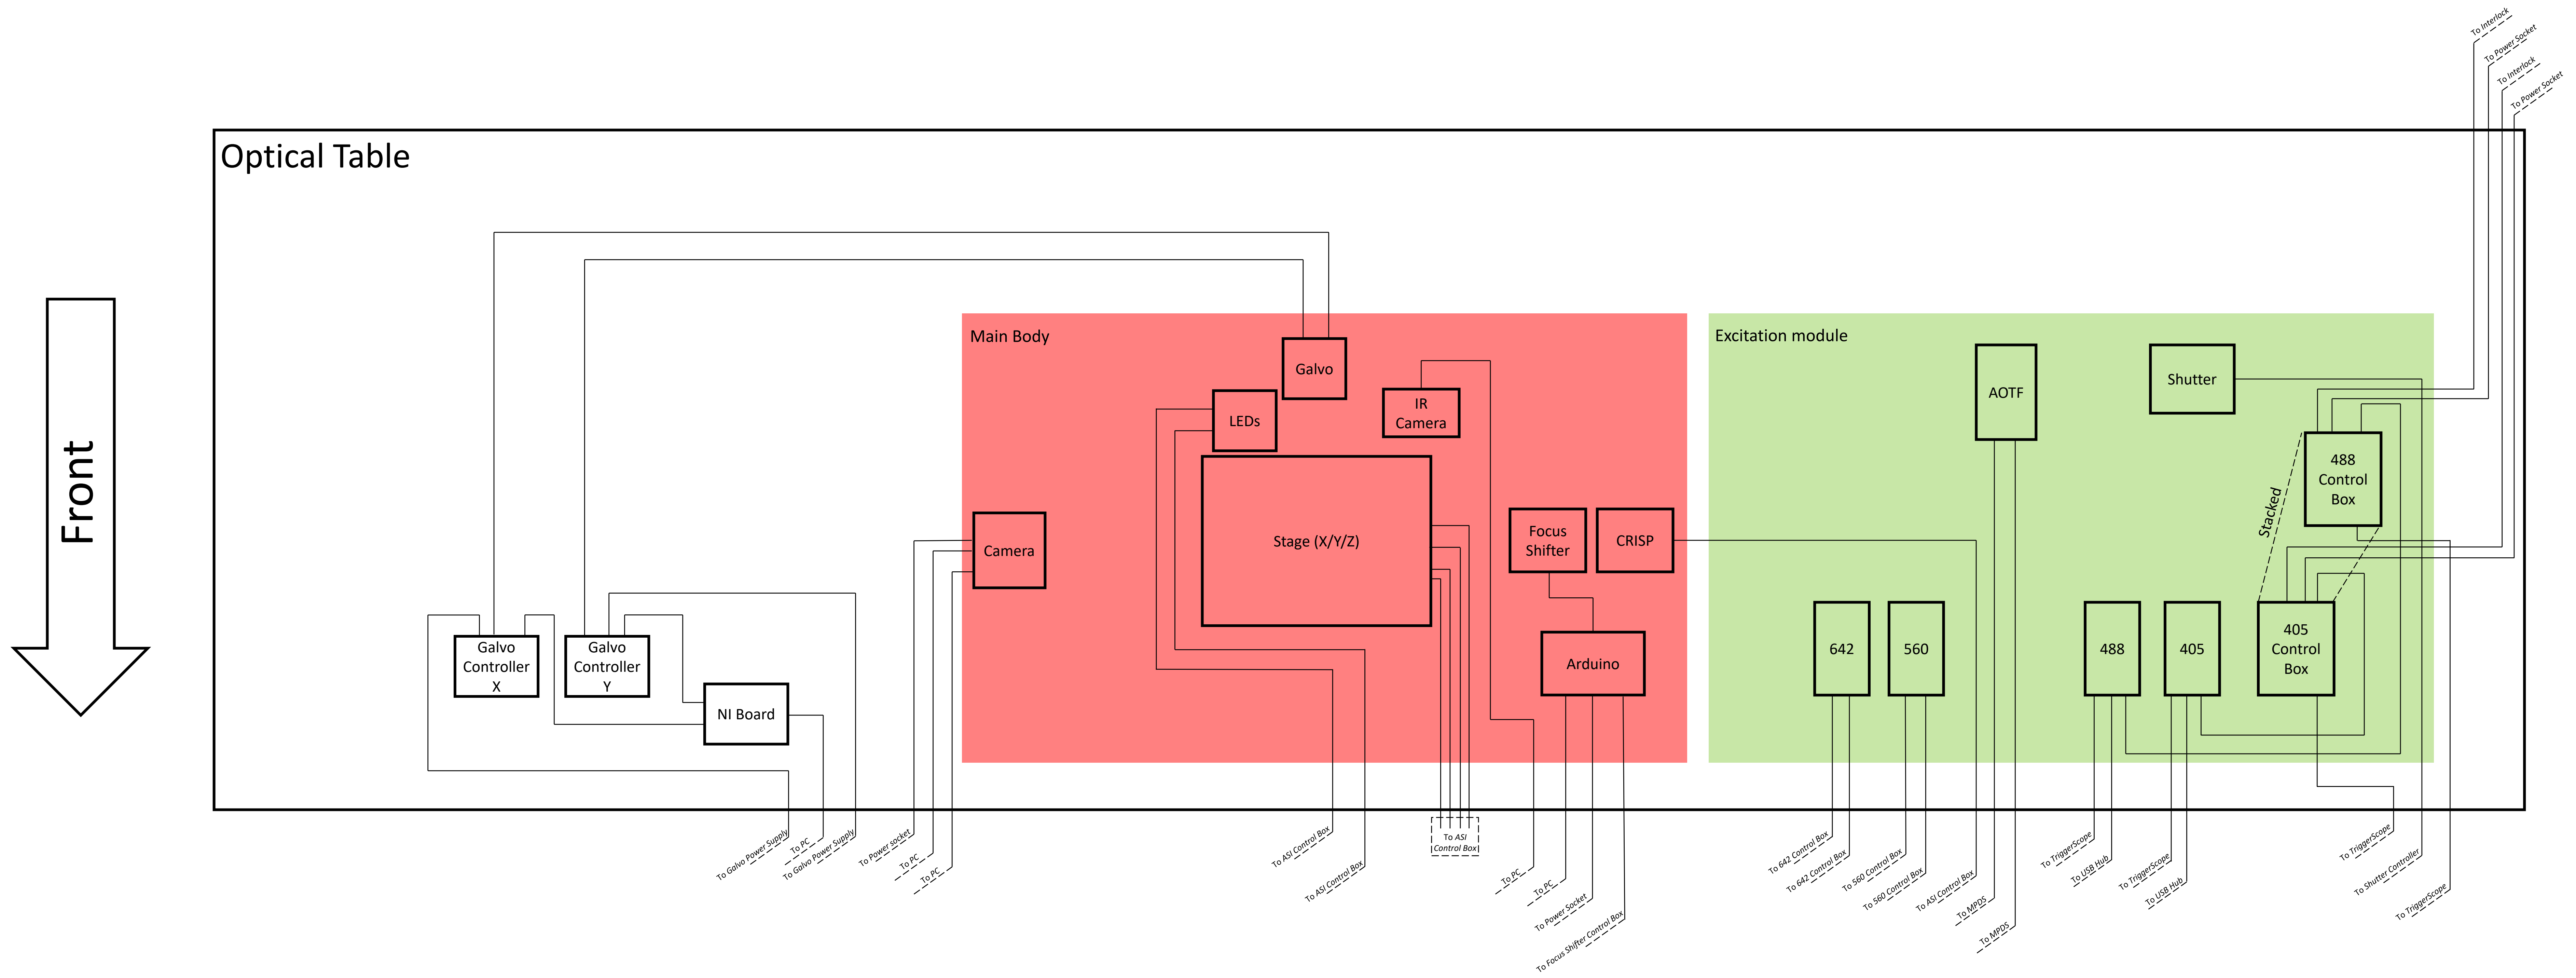 To Interlock
To Power Socket
To Interlock
To Power Socket
Optical Table
Front
Main Body
Excitation module
Galvo
LEDs
IR
Camera
AOTF
Shutter
488
Control
Box
Stacked
Camera
Stage (X/Y/Z)
Focus
Shifter
CRISP
Galvo
Controller
X
Galvo
Controller
Y
NI Board
Arduino
642
560
488
405
405
Control
Box
To Galvo Power Supply
To PC
To Galvo Power Supply
To Power socket
To PC
To PC
To ASI Control Box
To ASI Control Box
To ASI
Control Box
To PC
To PC
To Power Socket
To Focus Shifter Control Box
To 642 Control Box
To 642 Control Box
To 560 Control Box
To 560 Control Box
To ASI Control Box
To MPDS
To MPDS
To TriggerScope
To USB Hub
To TriggerScope
To USB Hub
To TriggerScope
To Shutter Controller
To TriggerScope